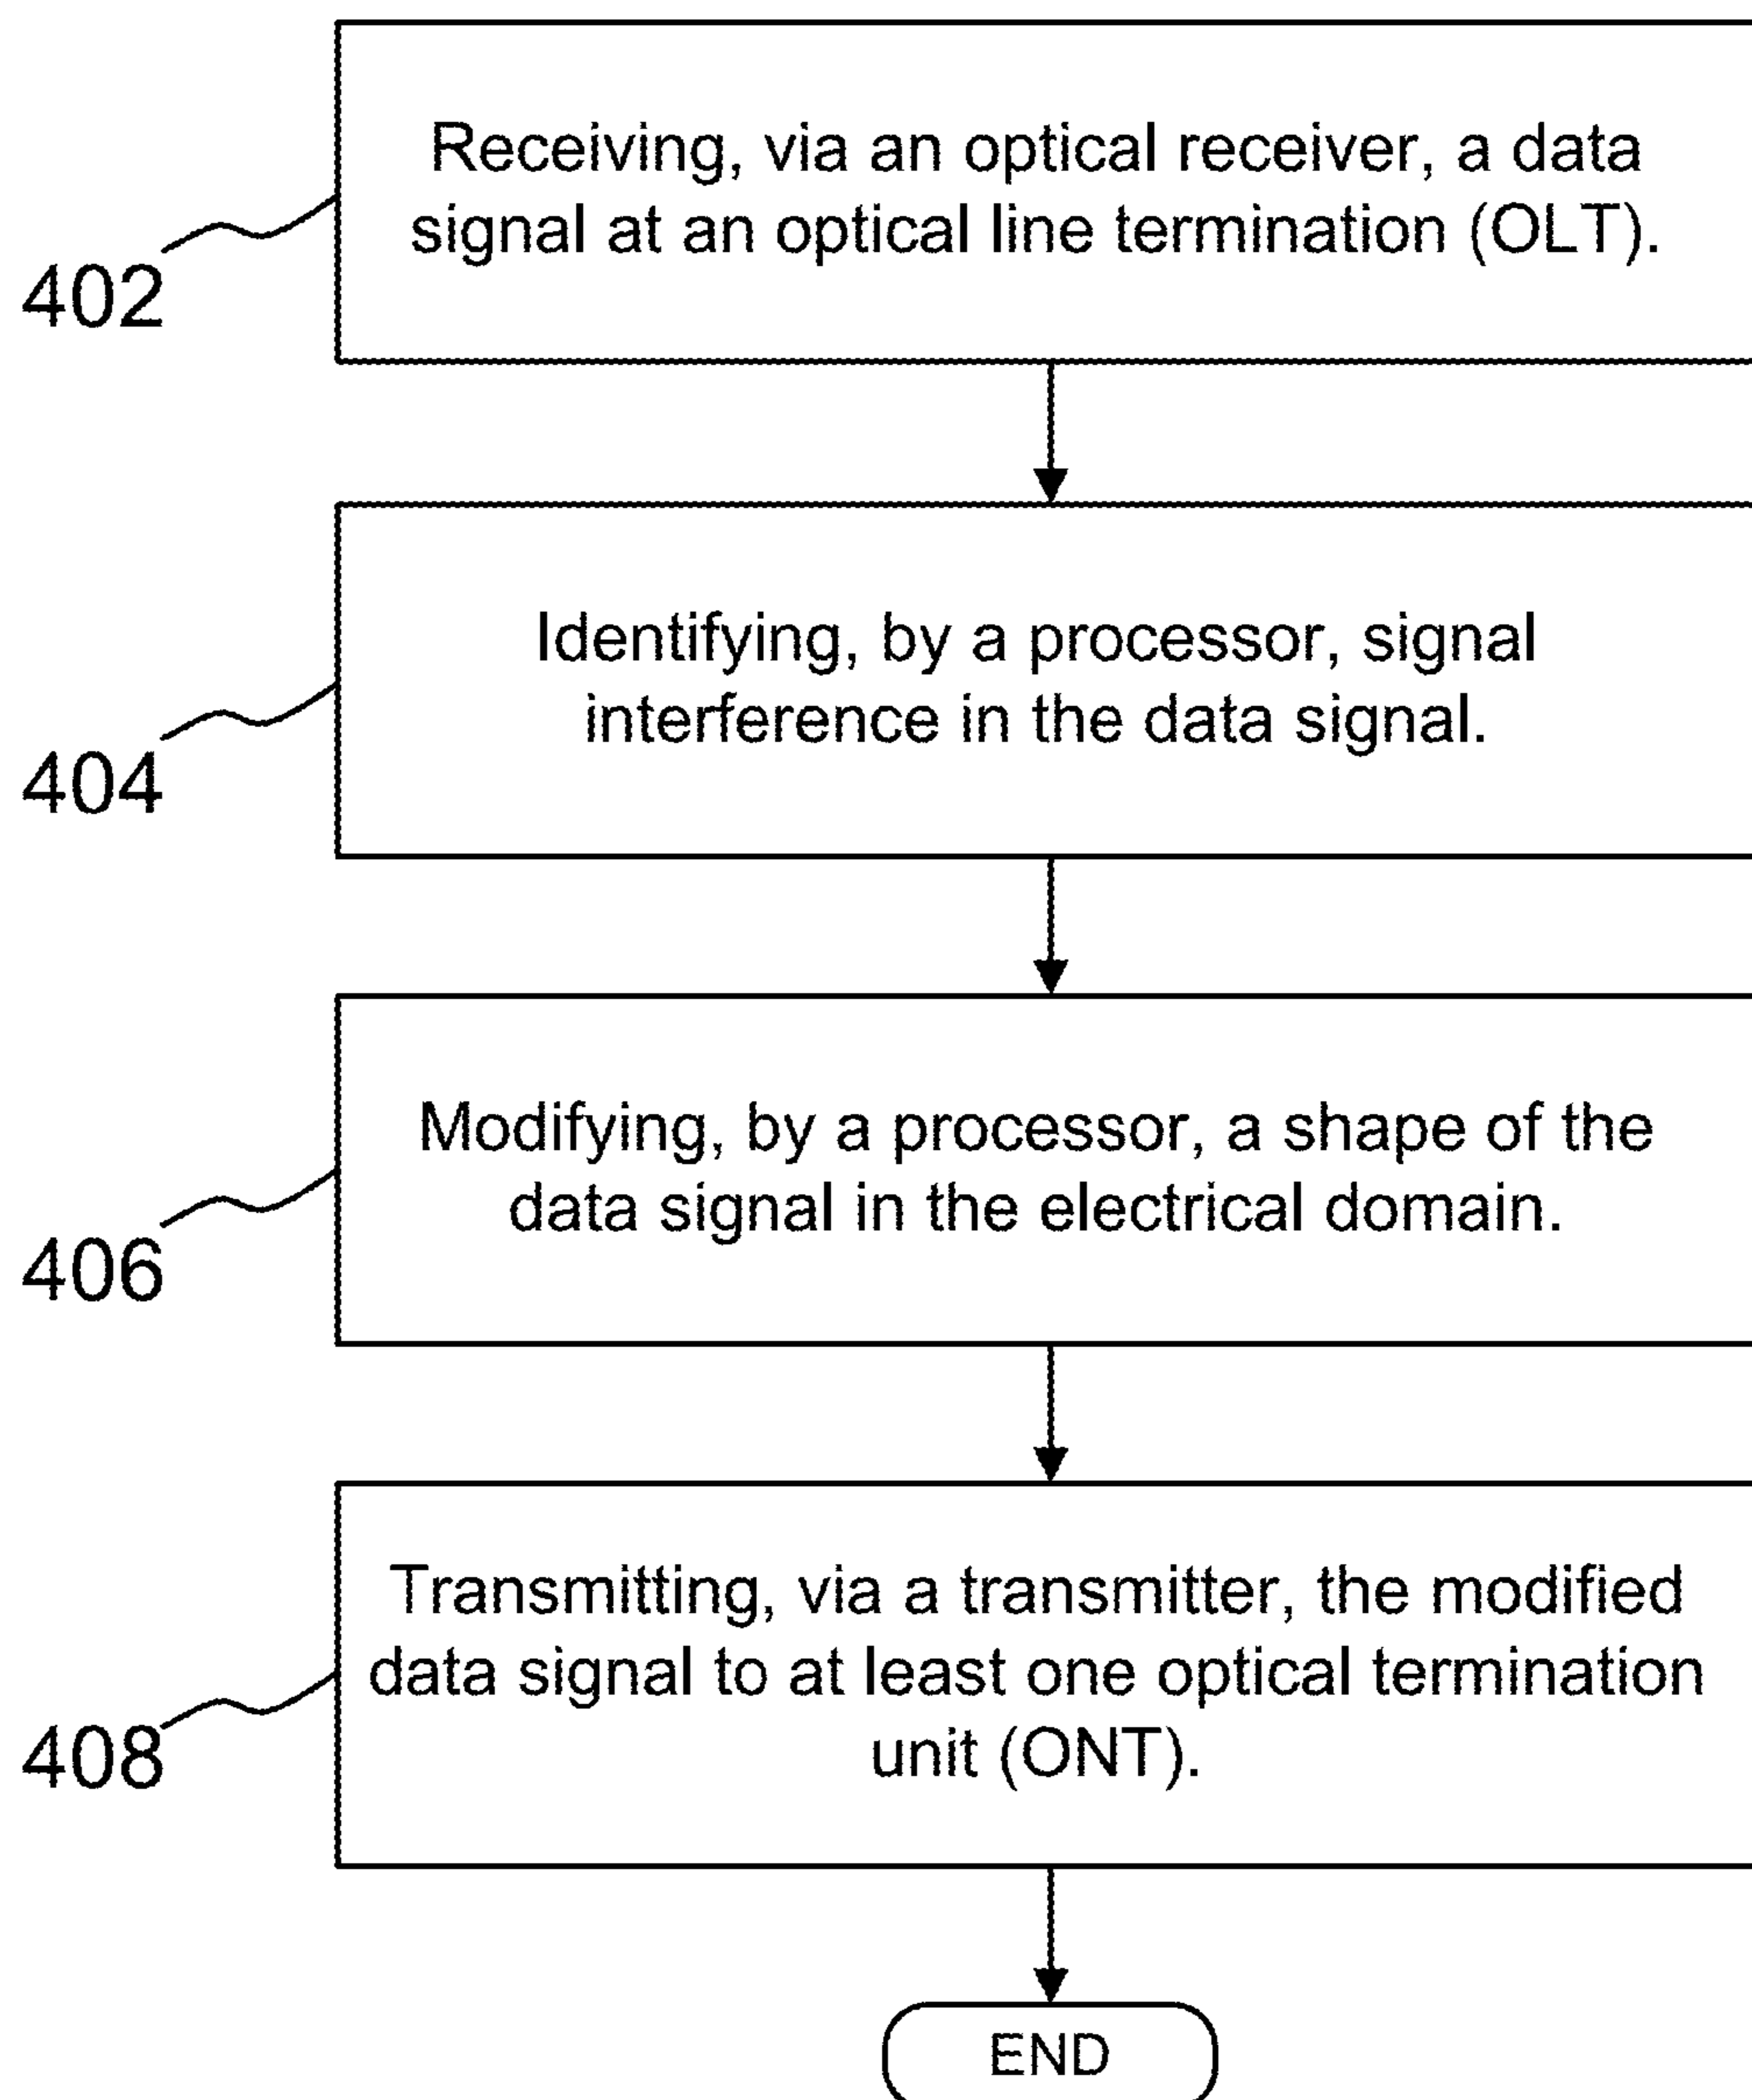 Receiving, via an optical receiver, a data
signal at an optical line termination (OLT).
402
Identifying, by a processor, signal
interference in the data signal.
404
Modifying, by a processor, a shape of the
data signal in the electrical domain.
406
Transmitting, via a transmitter, the modified
data signal to at least one optical termination
unit (ONT).
408
END